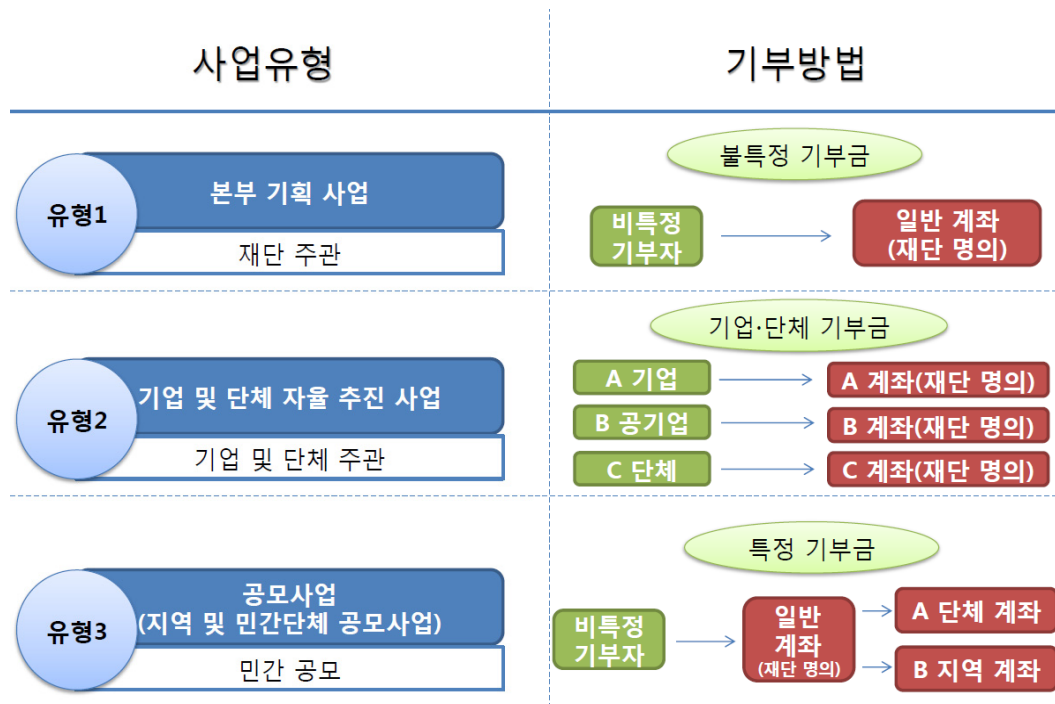 사업유형
기부방법
유형1
본부 기획 사업
재단 주관
불특정 기부금
비특정
기부자
일반 계좌
(재단 명의)
유형2
기업 및 단체 자율 추진 사업
기업 및 단체 주관
기업·단체 기부금
A 기업
A 계좌(재단 명의)
B 공기업
B 계좌(재단 명의)
C 단체
C 계좌(재단 명의)
유형3
공모사업
(지역 및 민간단체 공모사업)
민간 공모
특정 기부금
비특정
기부자
일반
계좌
(재단 명의)
A 단체 계좌
B 지역 계좌